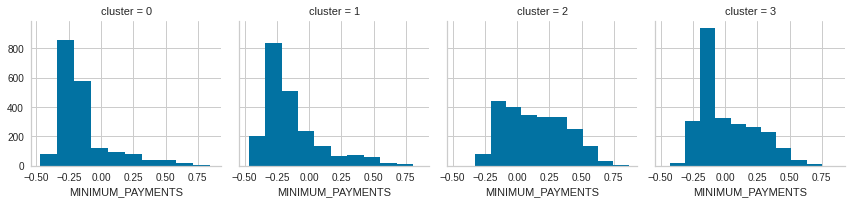 cluster = 0 cluster = 1 cluster = 2 cluster = 3
800
600
400
200
0
−0.50 −0.25 0.00 0.25 0.50 0.75 −0.50 −0.25 0.00 0.25 0.50 0.75 −0.50 −0.25 0.00 0.25 0.50 0.75 −0.50 −0.25 0.00 0.25 0.50 0.75
MINIMUM_PAYMENTS MINIMUM_PAYMENTS MINIMUM_PAYMENTS MINIMUM_PAYMENTS